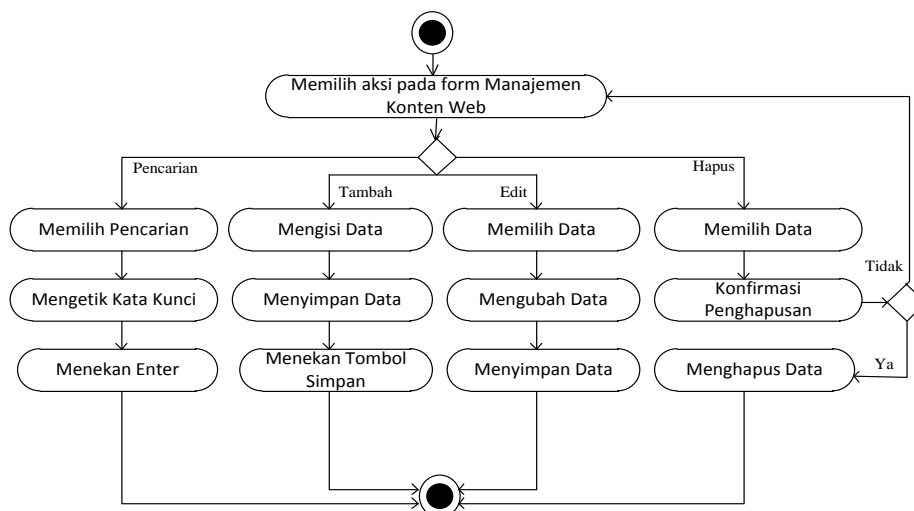 Memilih aksi pada form Manajemen
Konten Web
Pencarian
Tambah
Edit
Hapus
Memilih Pencarian
Mengisi Data
Memilih Data
Memilih Data
Tidak
Mengetik Kata Kunci
Menyimpan Data
Mengubah Data
Konfirmasi
Penghapusan
Menekan Enter
Menekan Tombol
Simpan
Menyimpan Data
Menghapus Data
Ya